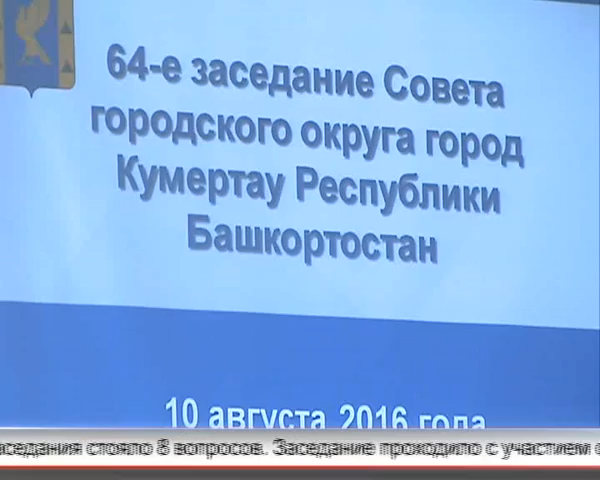 64-е заседание Совета
городского округа город
Кумертау Республики
Башкортостан
10 августа 2016 года
заседания стояло 8 вопросов. Заседание проходило с участием